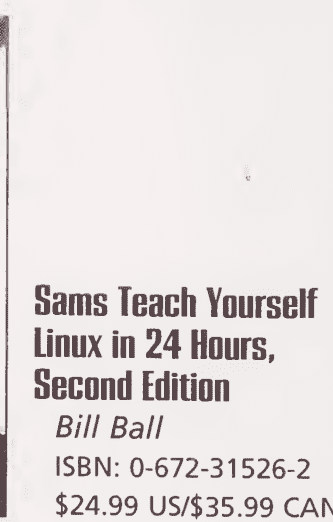 Sams Teach Yourself
Linux in 24 Hours,
Second Edition
Bill Ball
ISBN: 0-672-31526-2
$24.99 US/$35.99 CAN